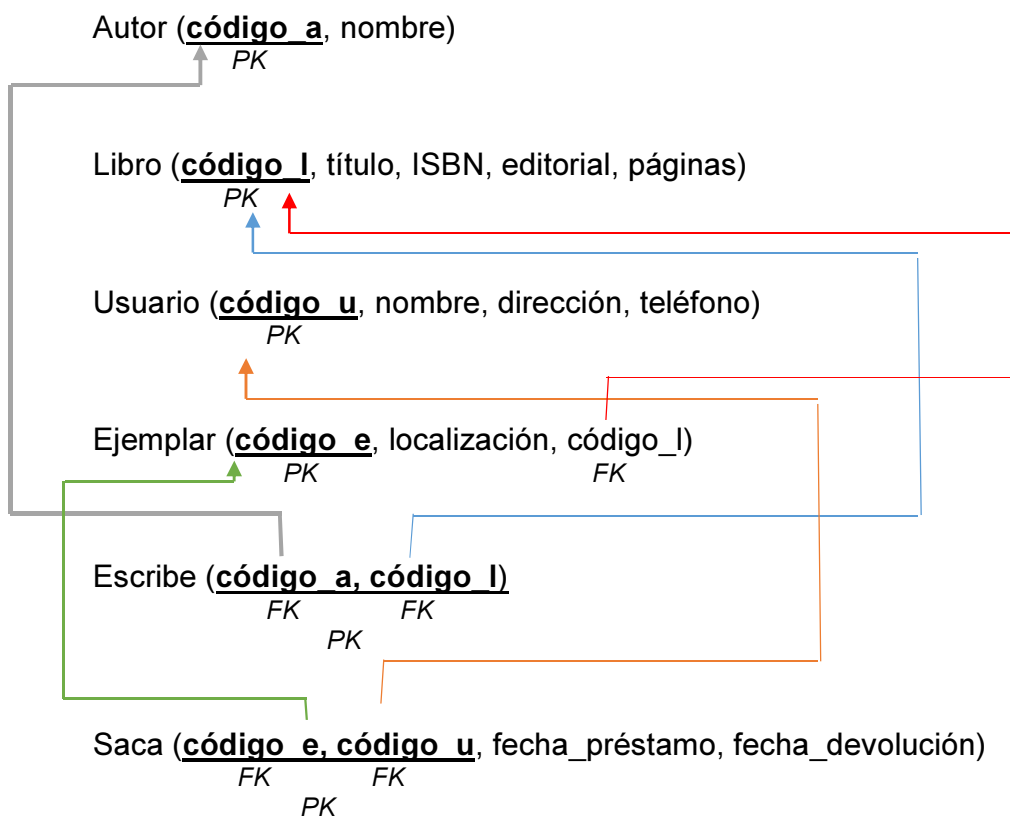 Autor (código_a, nombre)
PK
Libro (código_l, título, ISBN, editorial, páginas)
PK
Usuario (código_u, nombre, dirección, teléfono)
PK
Ejemplar (código_e, localización, código_l)
PK FK
Escribe (código_a, código_l)
FK FK
PK
Saca (código_e, código_u, fecha_préstamo, fecha_devolución)
FK FK
PK